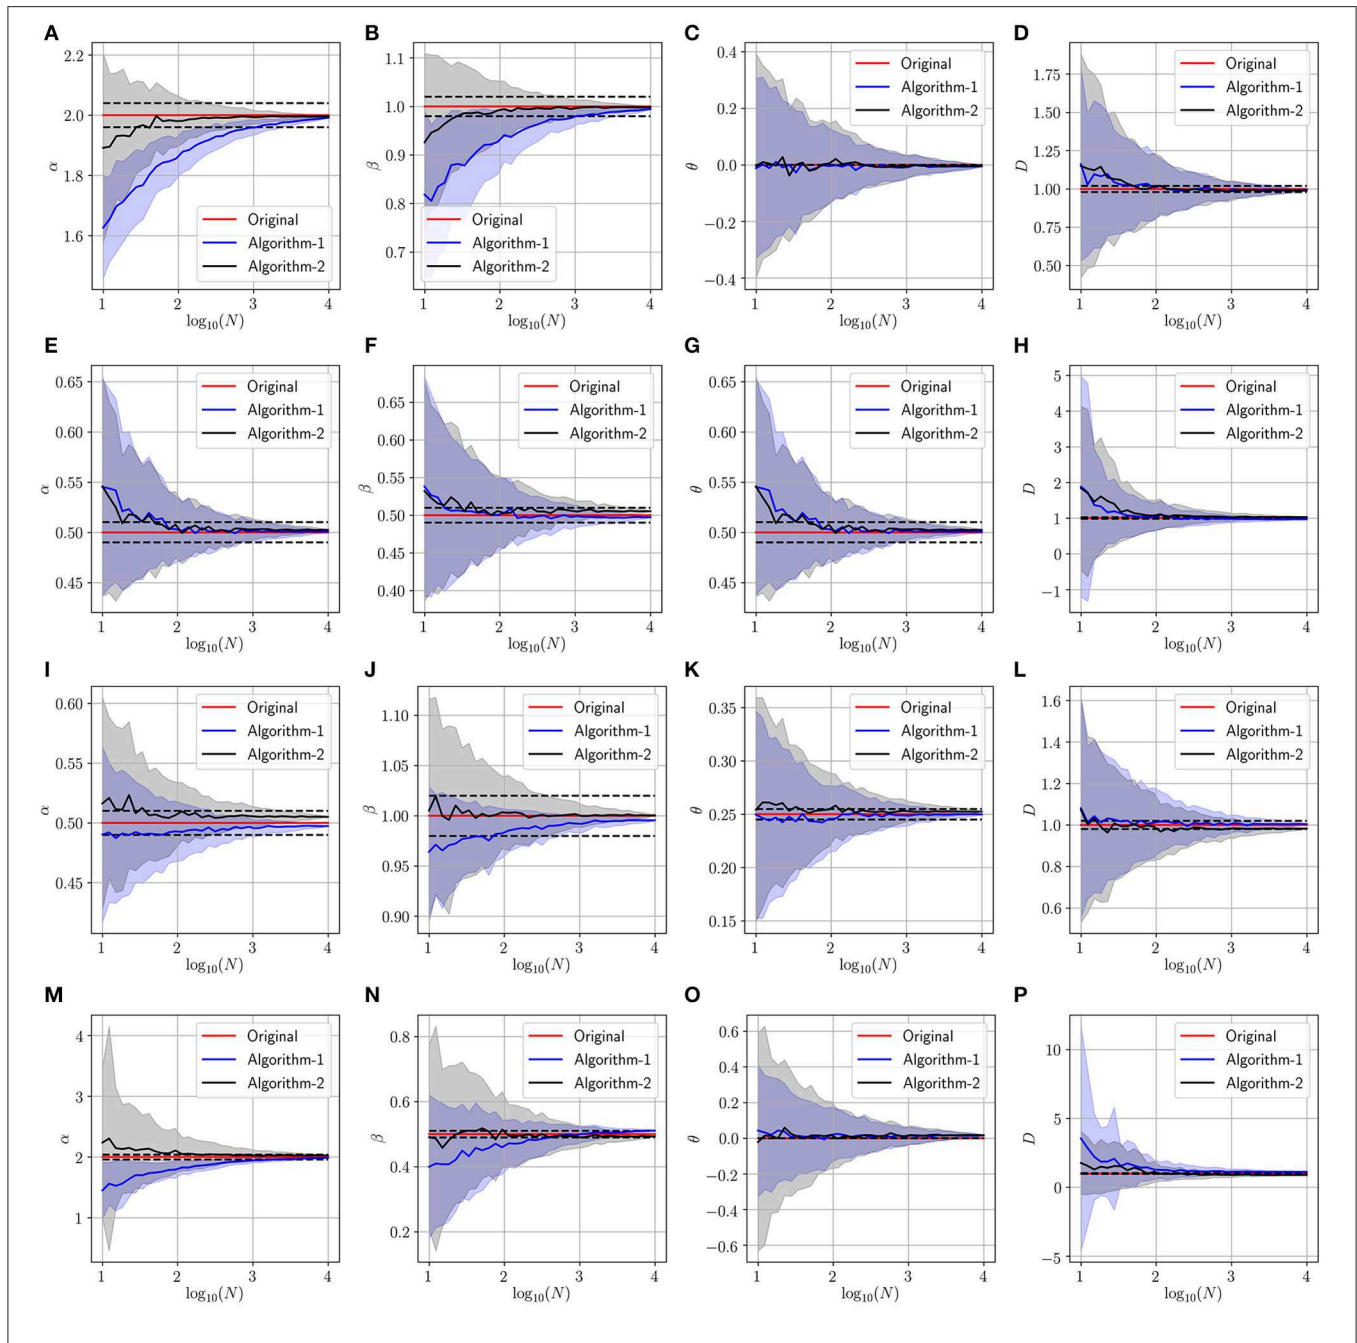 A
2.2
2.0
1.8
1.6
α
Original
Algorithm-1
Algorithm-2
1 2 3 4
log₁₀(N)
B
1.1
1.0
0.9
0.8
0.7
β
Original
Algorithm-1
Algorithm-2
1 2 3 4
log₁₀(N)
C
0.4
0.2
0.0
−0.2
−0.4
θ
Original
Algorithm-1
Algorithm-2
1 2 3 4
log₁₀(N)
D
1.75
1.50
1.25
1.00
0.75
0.50
D
Original
Algorithm-1
Algorithm-2
1 2 3 4
log₁₀(N)
E
0.65
0.60
0.55
0.50
0.45
α
Original
Algorithm-1
Algorithm-2
1 2 3 4
log₁₀(N)
F
0.65
0.60
0.55
0.50
0.45
0.40
β
Original
Algorithm-1
Algorithm-2
1 2 3 4
log₁₀(N)
G
0.65
0.60
0.55
0.50
0.45
θ
Original
Algorithm-1
Algorithm-2
1 2 3 4
log₁₀(N)
H
5
4
3
2
1
0
−1
D
Original
Algorithm-1
Algorithm-2
1 2 3 4
log₁₀(N)
I
0.60
0.55
0.50
0.45
α
Original
Algorithm-1
Algorithm-2
1 2 3 4
log₁₀(N)
J
1.10
1.05
1.00
0.95
0.90
β
Original
Algorithm-1
Algorithm-2
1 2 3 4
log₁₀(N)
K
0.35
0.30
0.25
0.20
0.15
θ
Original
Algorithm-1
Algorithm-2
1 2 3 4
log₁₀(N)
L
1.6
1.4
1.2
1.0
0.8
0.6
D
Original
Algorithm-1
Algorithm-2
1 2 3 4
log₁₀(N)
M
4
3
2
1
α
Original
Algorithm-1
Algorithm-2
1 2 3 4
log₁₀(N)
N
0.8
0.6
0.4
0.2
β
Original
Algorithm-1
Algorithm-2
1 2 3 4
log₁₀(N)
O
0.6
0.4
0.2
0.0
−0.2
−0.4
−0.6
θ
Original
Algorithm-1
Algorithm-2
1 2 3 4
log₁₀(N)
P
10
5
0
−5
D
Original
Algorithm-1
Algorithm-2
1 2 3 4
log₁₀(N)